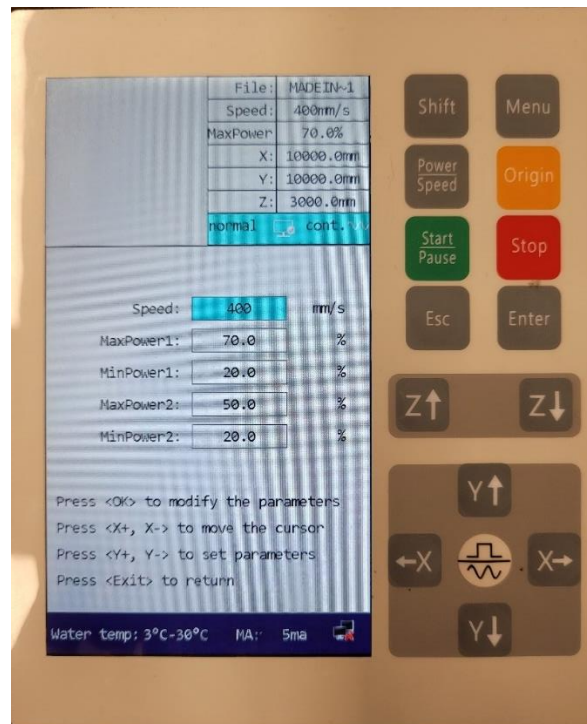 File: MADEIN~1
Speed: 400mm/s
MaxPower 70.0%
X: 10000.0mm
Y: 10000.0mm
Z: 3000.0mm
normal cont.
Speed: 400 mm/s
MaxPower1: 70.0 %
MinPower1: 20.0 %
MaxPower2: 50.0 %
MinPower2: 20.0 %
Press <OK> to modify the parameters
Press <X+, X-> to move the cursor
Press <Y+, Y-> to set parameters
Press <Exit> to return
Water temp: 3°C-30°C MA: 5ma
Shift Menu
Power
Speed
Origin
Start
Pause
Stop
Esc Enter
Z↑ Z↓
Y↑
←X X→
Y↓